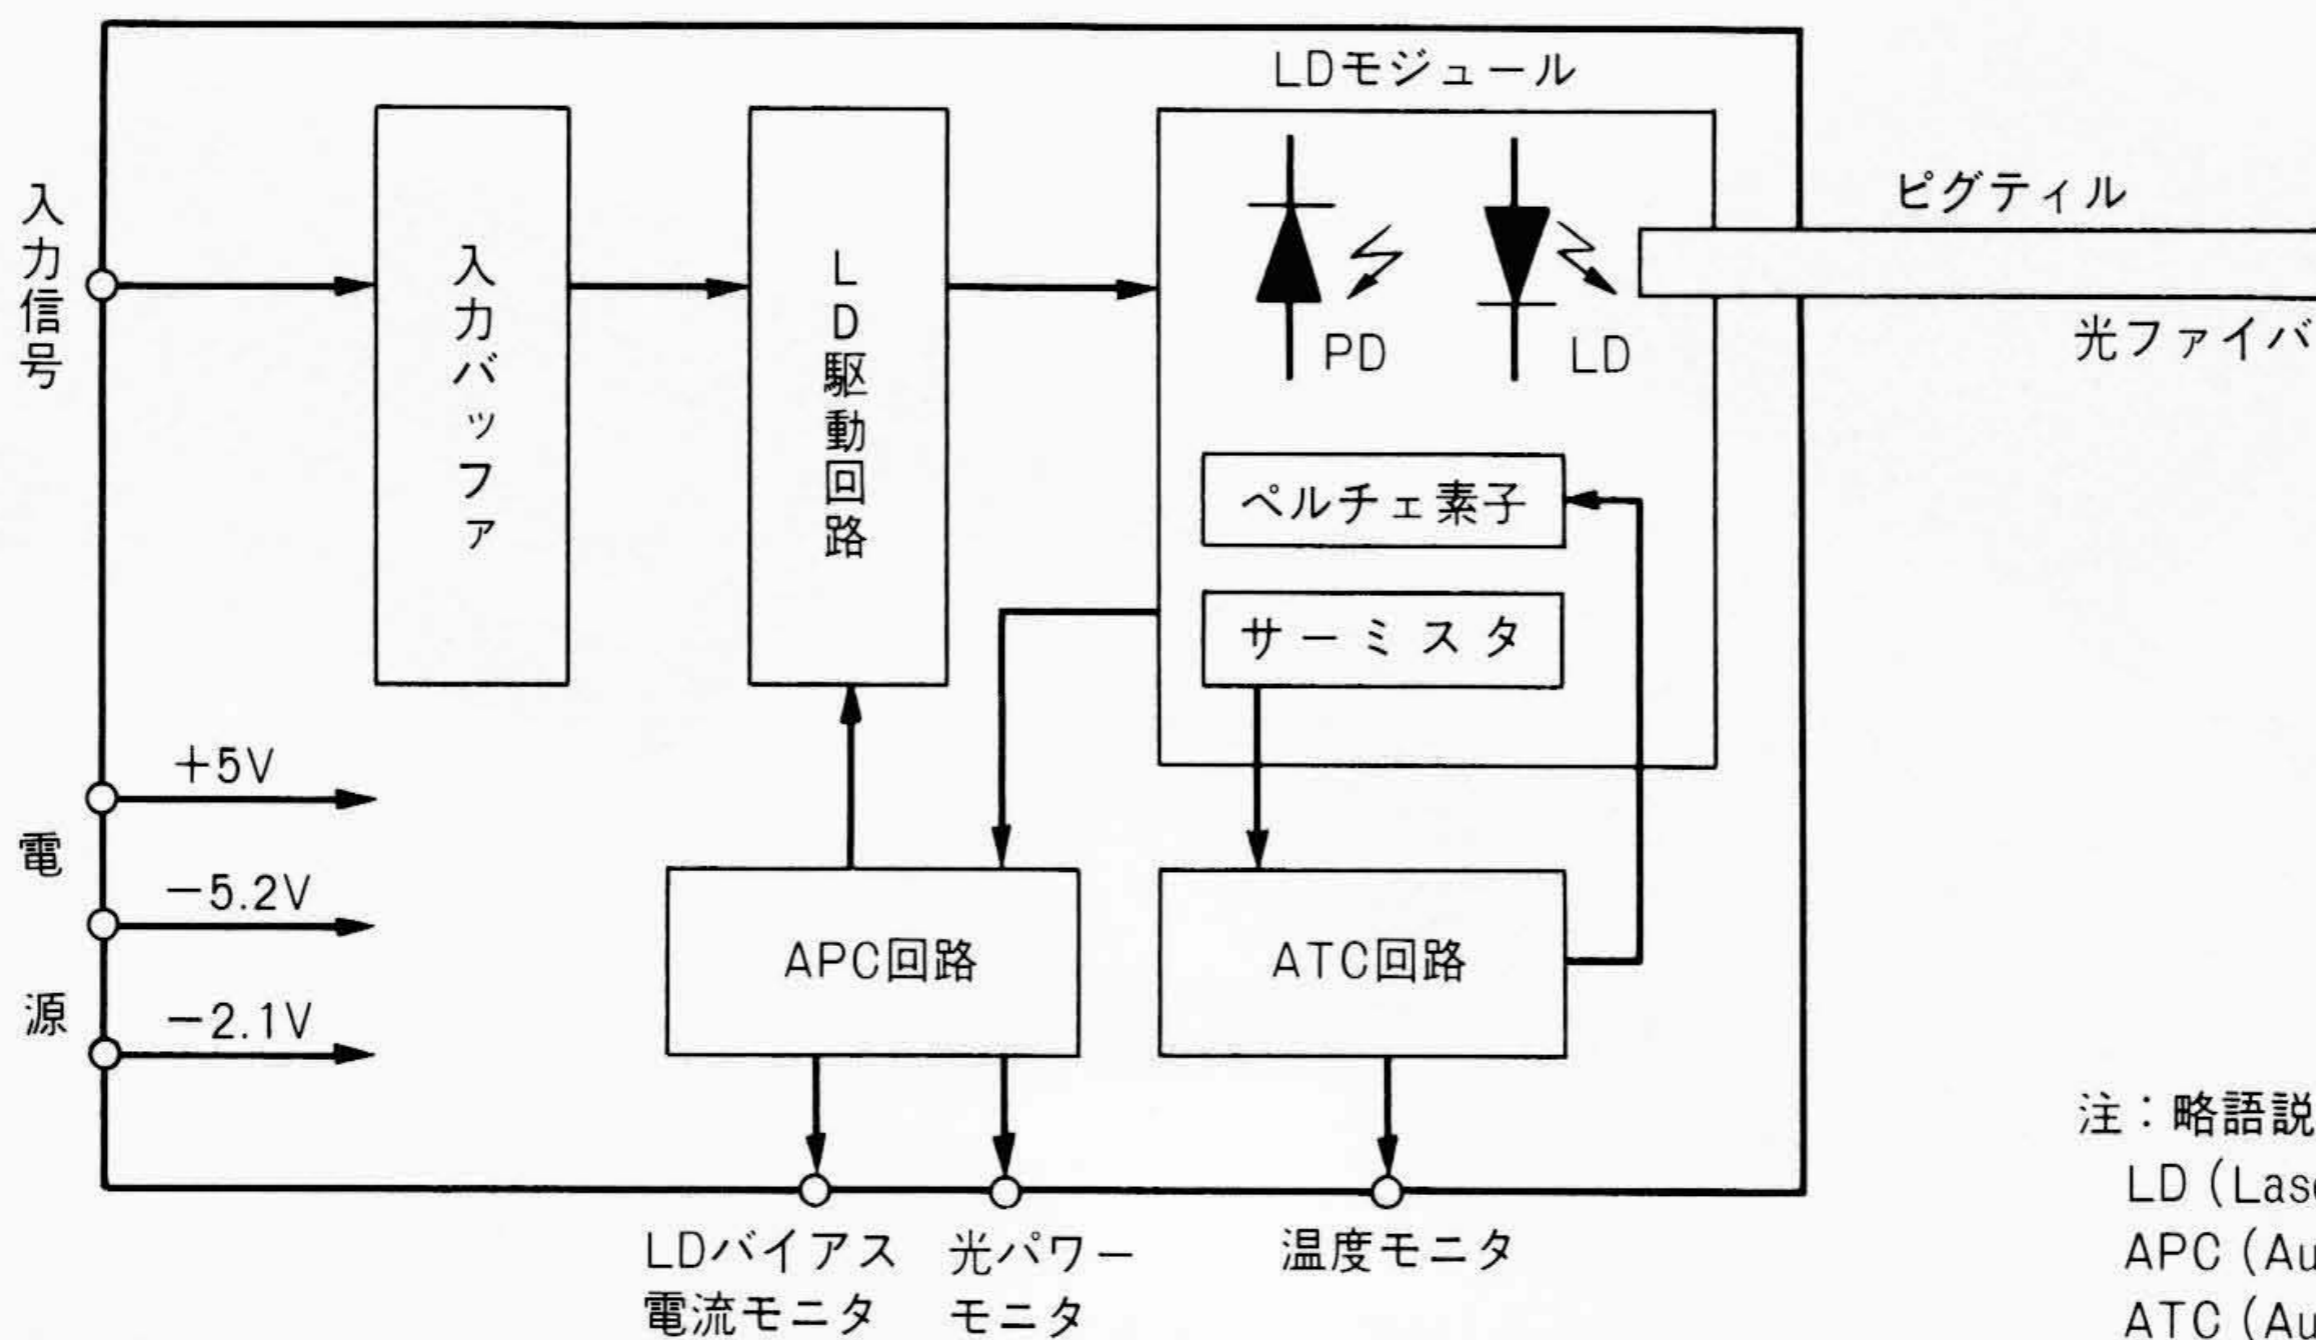 LDモジュール
入力信号
入力バッファ
LD駆動回路
PD
LD
ピグティル
光ファイバ
ペルチェ素子
サーミスタ
電源
+5V
-5.2V
-2.1V
APC回路
ATC回路
LDバイアス
電流モニタ
光パワー
モニタ
温度モニタ
注:略語説
LD (Lase
APC (Au
ATC (Au